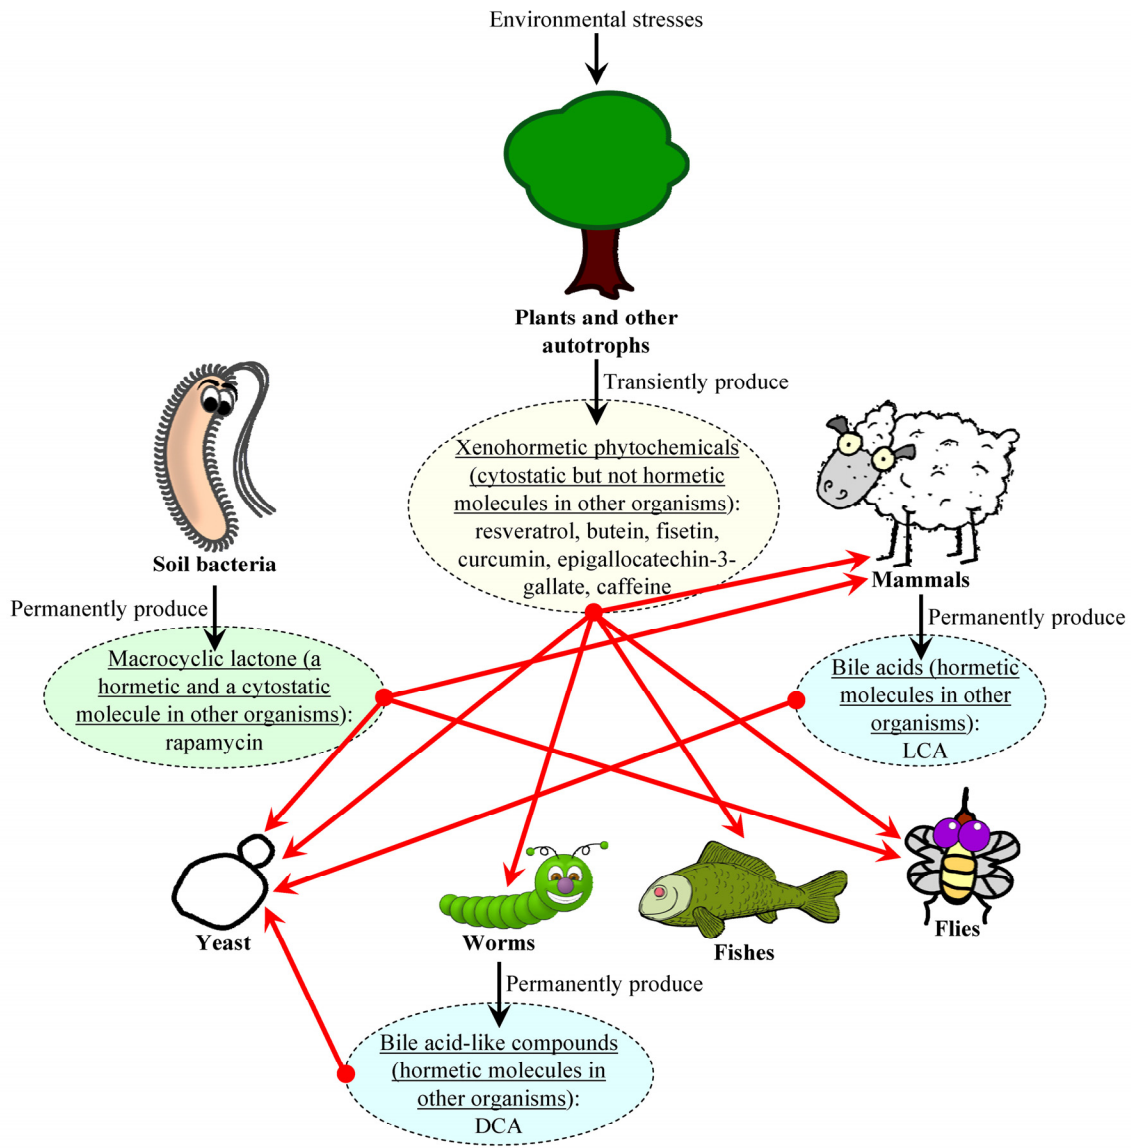 Environmental stresses
Plants and other
autotrophs
Transiently produce
Xenohormetic phytochemicals
(cytostatic but not hormetic
molecules in other organisms):
resveratrol, butein, fisetin,
curcumin, epigallocatechin-3-
gallate, caffeine
Soil bacteria
Permanently produce
Macrocyclic lactone (a
hormetic and a cytostatic
molecule in other organisms):
rapamycin
Mammals
Permanently produce
Bile acids (hormetic
molecules in other
organisms):
LCA
Yeast
Worms
Fishes
Flies
Permanently produce
Bile acid-like compounds
(hormetic molecules in
other organisms):
DCA